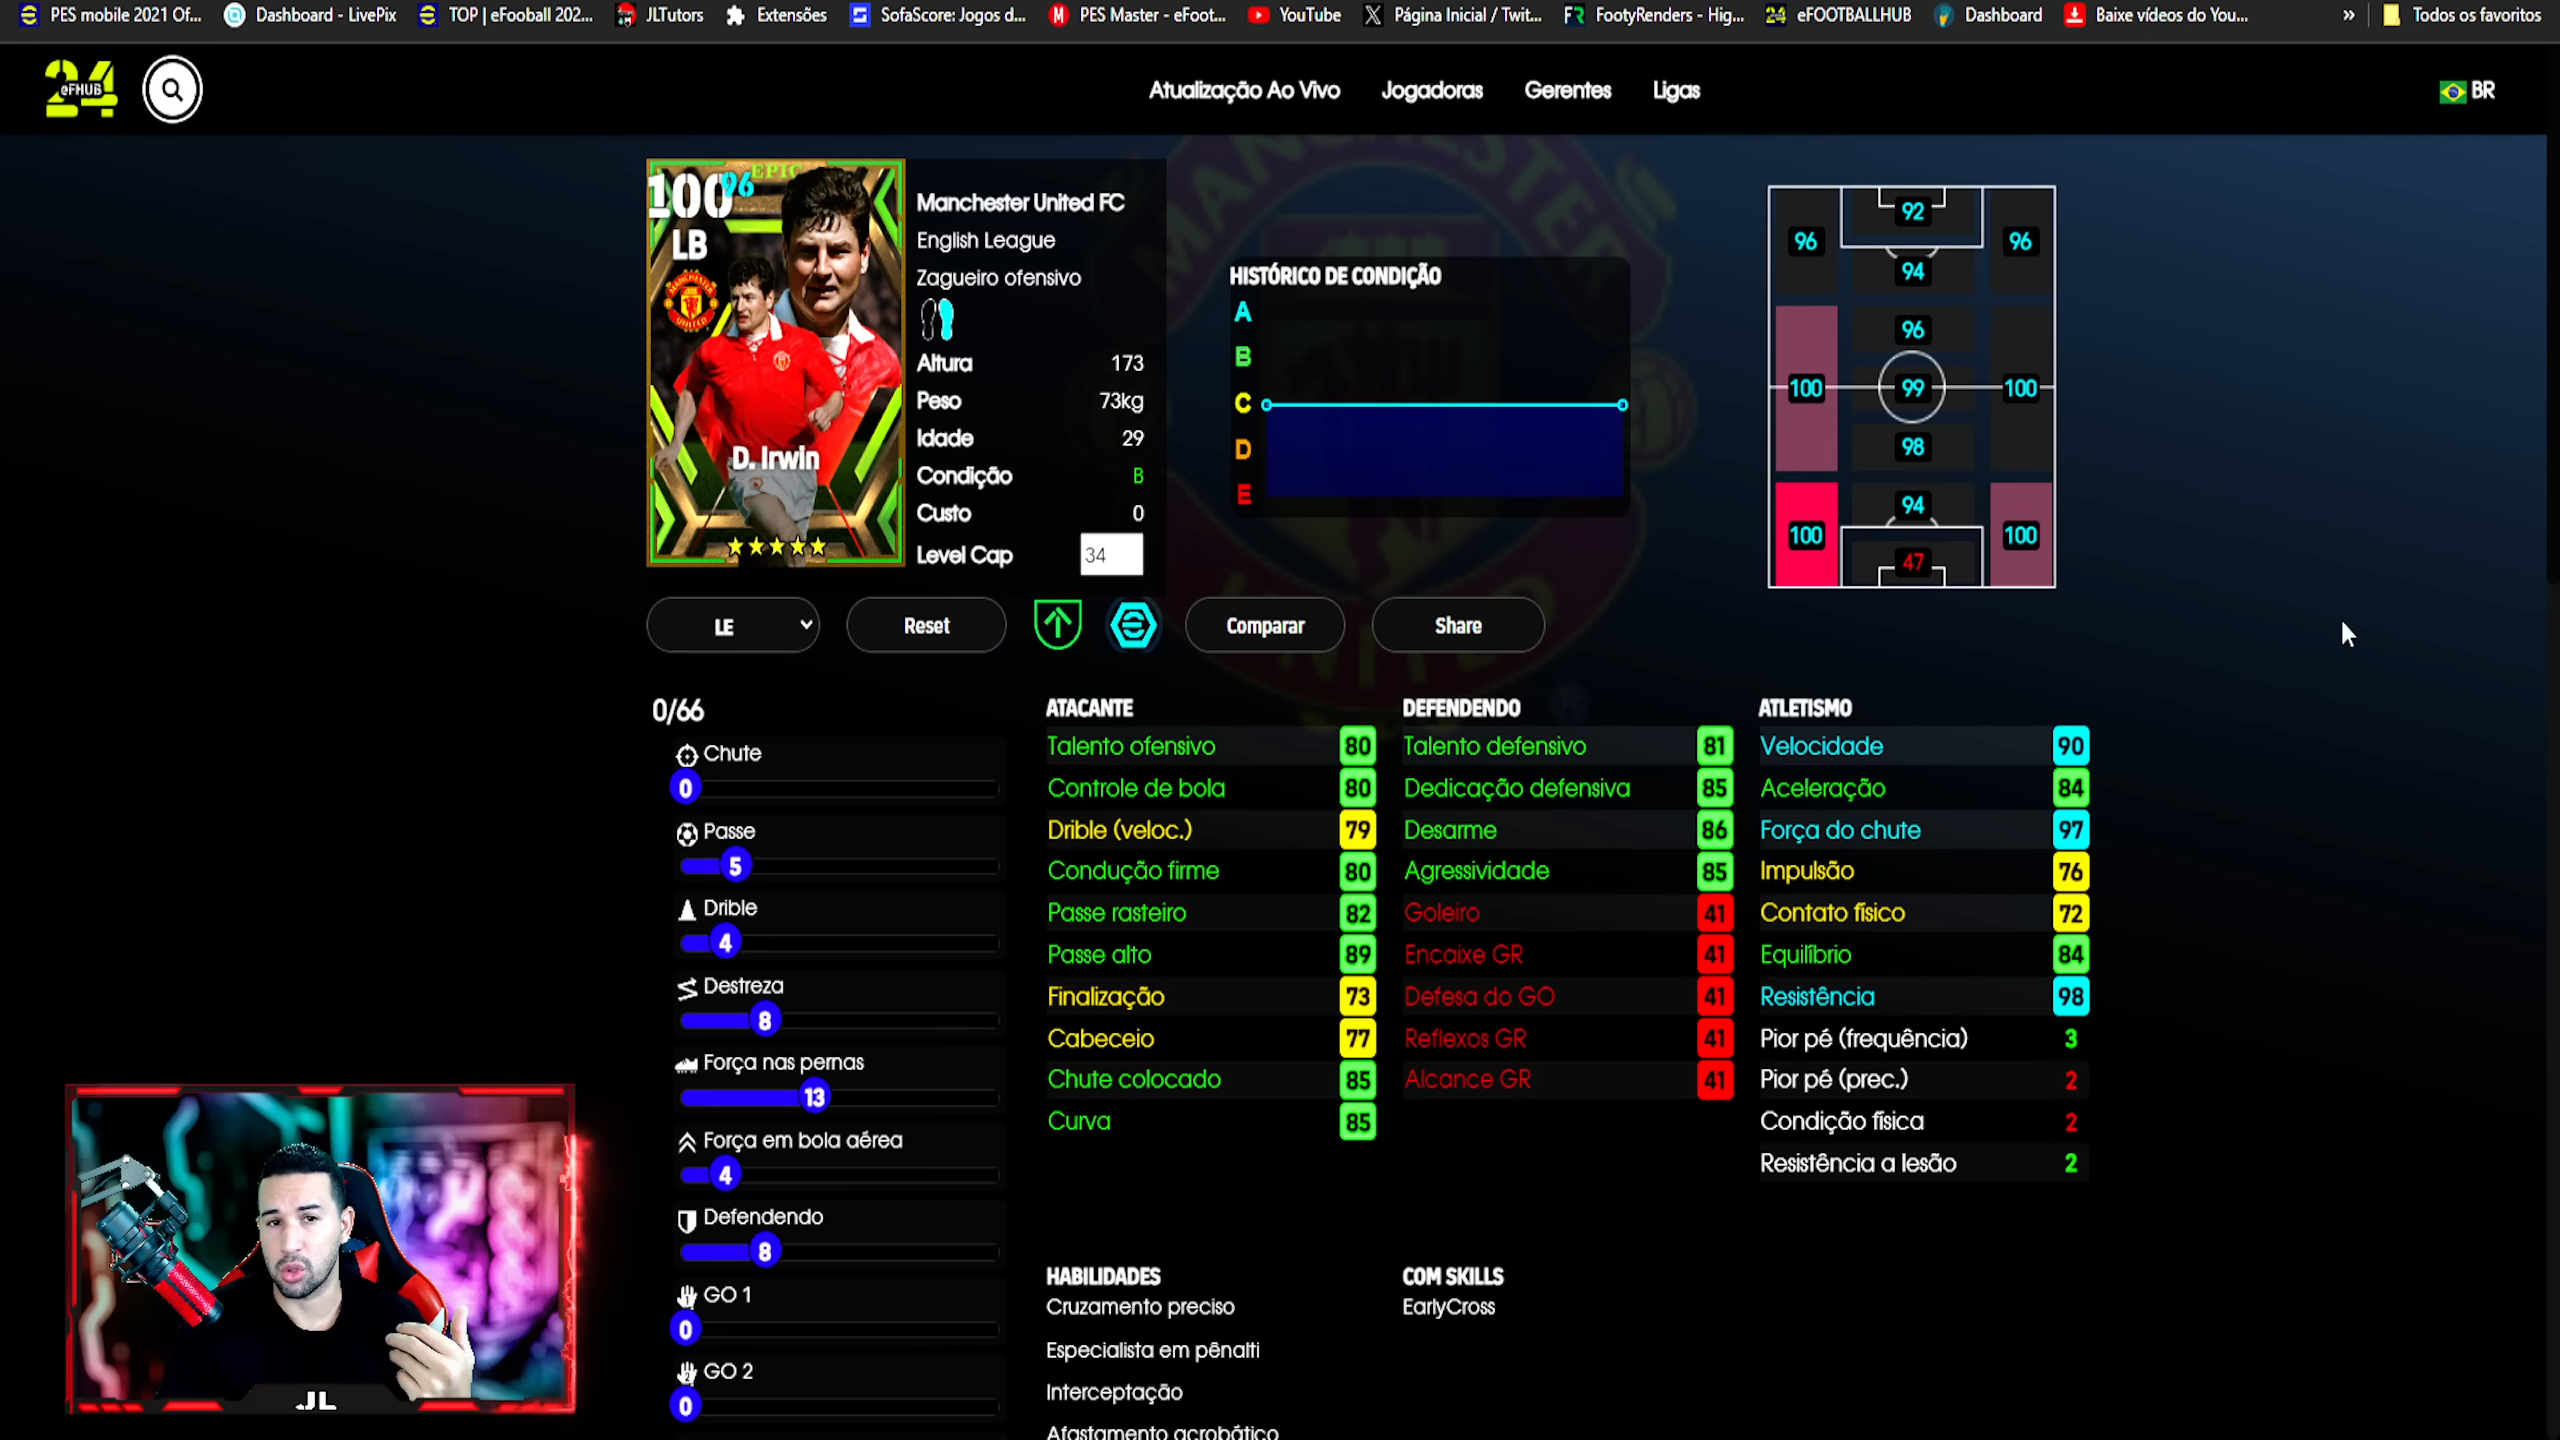 PES mobile 2021 Of... Dashboard - LivePix TOP | eFooball 202... JLTutors Extensões SofaScore: Jogos d... PES Master - eFoot... YouTube Página Inicial / Twit... FootyRenders - Hig... eFOOTBALLHUB Dashboard Baixe vídeos do You... » Todos os favoritos
24 eFHUB Atualização Ao Vivo Jogadoras Gerentes Ligas BR
EPIC
100 96
LB
MANCHESTER UNITED
D. Irwin
Manchester United FC
English League
Zagueiro ofensivo
Altura 173
Peso 73kg
Idade 29
Condição B
Custo 0
Level Cap 34
HISTÓRICO DE CONDIÇÃO
A
B
C
D
E
92
96 96
94
96
100 99 100
98
94
100 100
47
LE Reset Comparar Share
0/66
Chute
0
Passe
5
Drible
4
Destreza
8
Força nas pernas
13
Força em bola aérea
4
Defendendo
8
GO 1
0
GO 2
0
ATACANTE
Talento ofensivo 80
Controle de bola 80
Drible (veloc.) 79
Condução firme 80
Passe rasteiro 82
Passe alto 89
Finalização 73
Cabeceio 77
Chute colocado 85
Curva 85
DEFENDENDO
Talento defensivo 81
Dedicação defensiva 85
Desarme 86
Agressividade 85
Goleiro 41
Encaixe GR 41
Defesa do GO 41
Reflexos GR 41
Alcance GR 41
ATLETISMO
Velocidade 90
Aceleração 84
Força do chute 97
Impulsão 76
Contato físico 72
Equilíbrio 84
Resistência 98
Pior pé (frequência) 3
Pior pé (prec.) 2
Condição física 2
Resistência a lesão 2
HABILIDADES
Cruzamento preciso
Especialista em pênalti
Interceptação
Afastamento acrobático
COM SKILLS
EarlyCross
JL